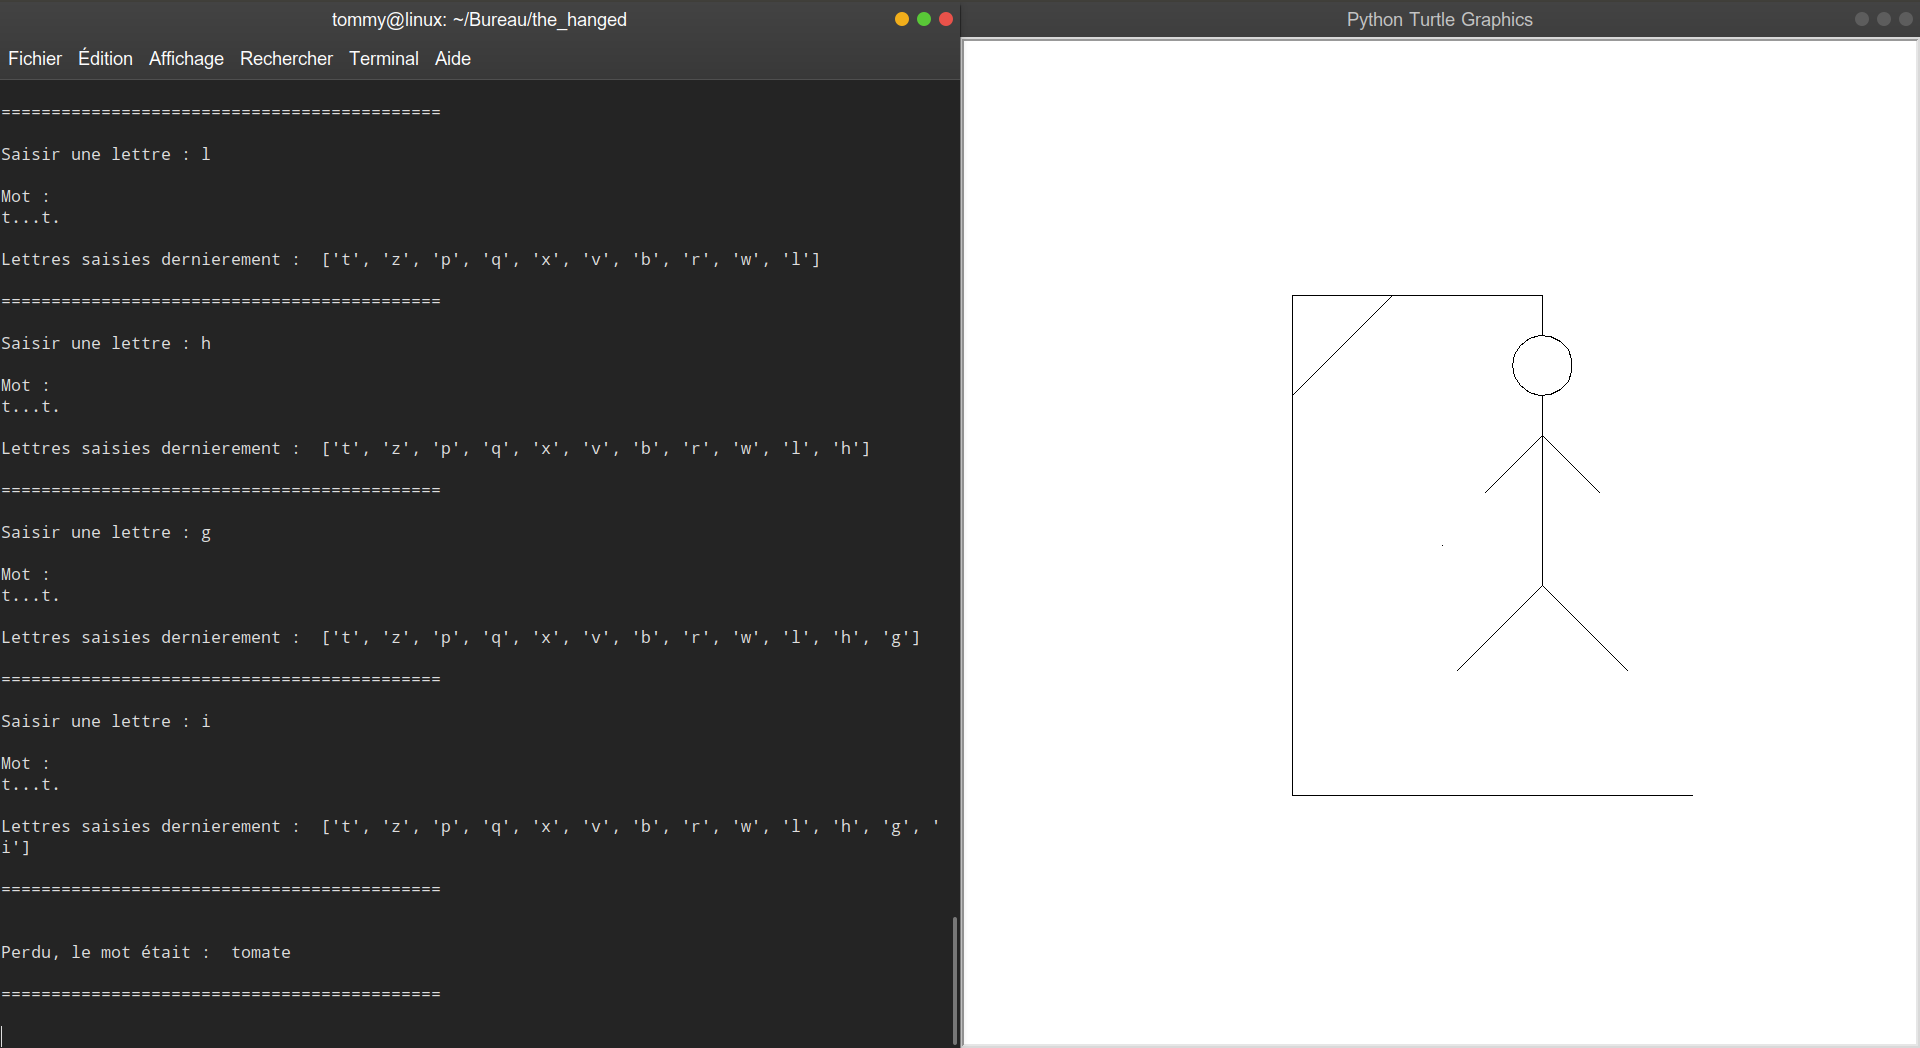 tommy@linux: ~/Bureau/the_hanged
Fichier Édition Affichage Rechercher Terminal Aide
============================================
Saisir une lettre : l
Mot :
t...t.
Lettres saisies dernierement :  ['t', 'z', 'p', 'q', 'x', 'v', 'b', 'r', 'w', 'l']
============================================
Saisir une lettre : h
Mot :
t...t.
Lettres saisies dernierement :  ['t', 'z', 'p', 'q', 'x', 'v', 'b', 'r', 'w', 'l', 'h']
============================================
Saisir une lettre : g
Mot :
t...t.
Lettres saisies dernierement :  ['t', 'z', 'p', 'q', 'x', 'v', 'b', 'r', 'w', 'l', 'h', 'g']
============================================
Saisir une lettre : i
Mot :
t...t.
Lettres saisies dernierement :  ['t', 'z', 'p', 'q', 'x', 'v', 'b', 'r', 'w', 'l', 'h', 'g', '
i']
============================================
Perdu, le mot était :  tomate
============================================
Python Turtle Graphics